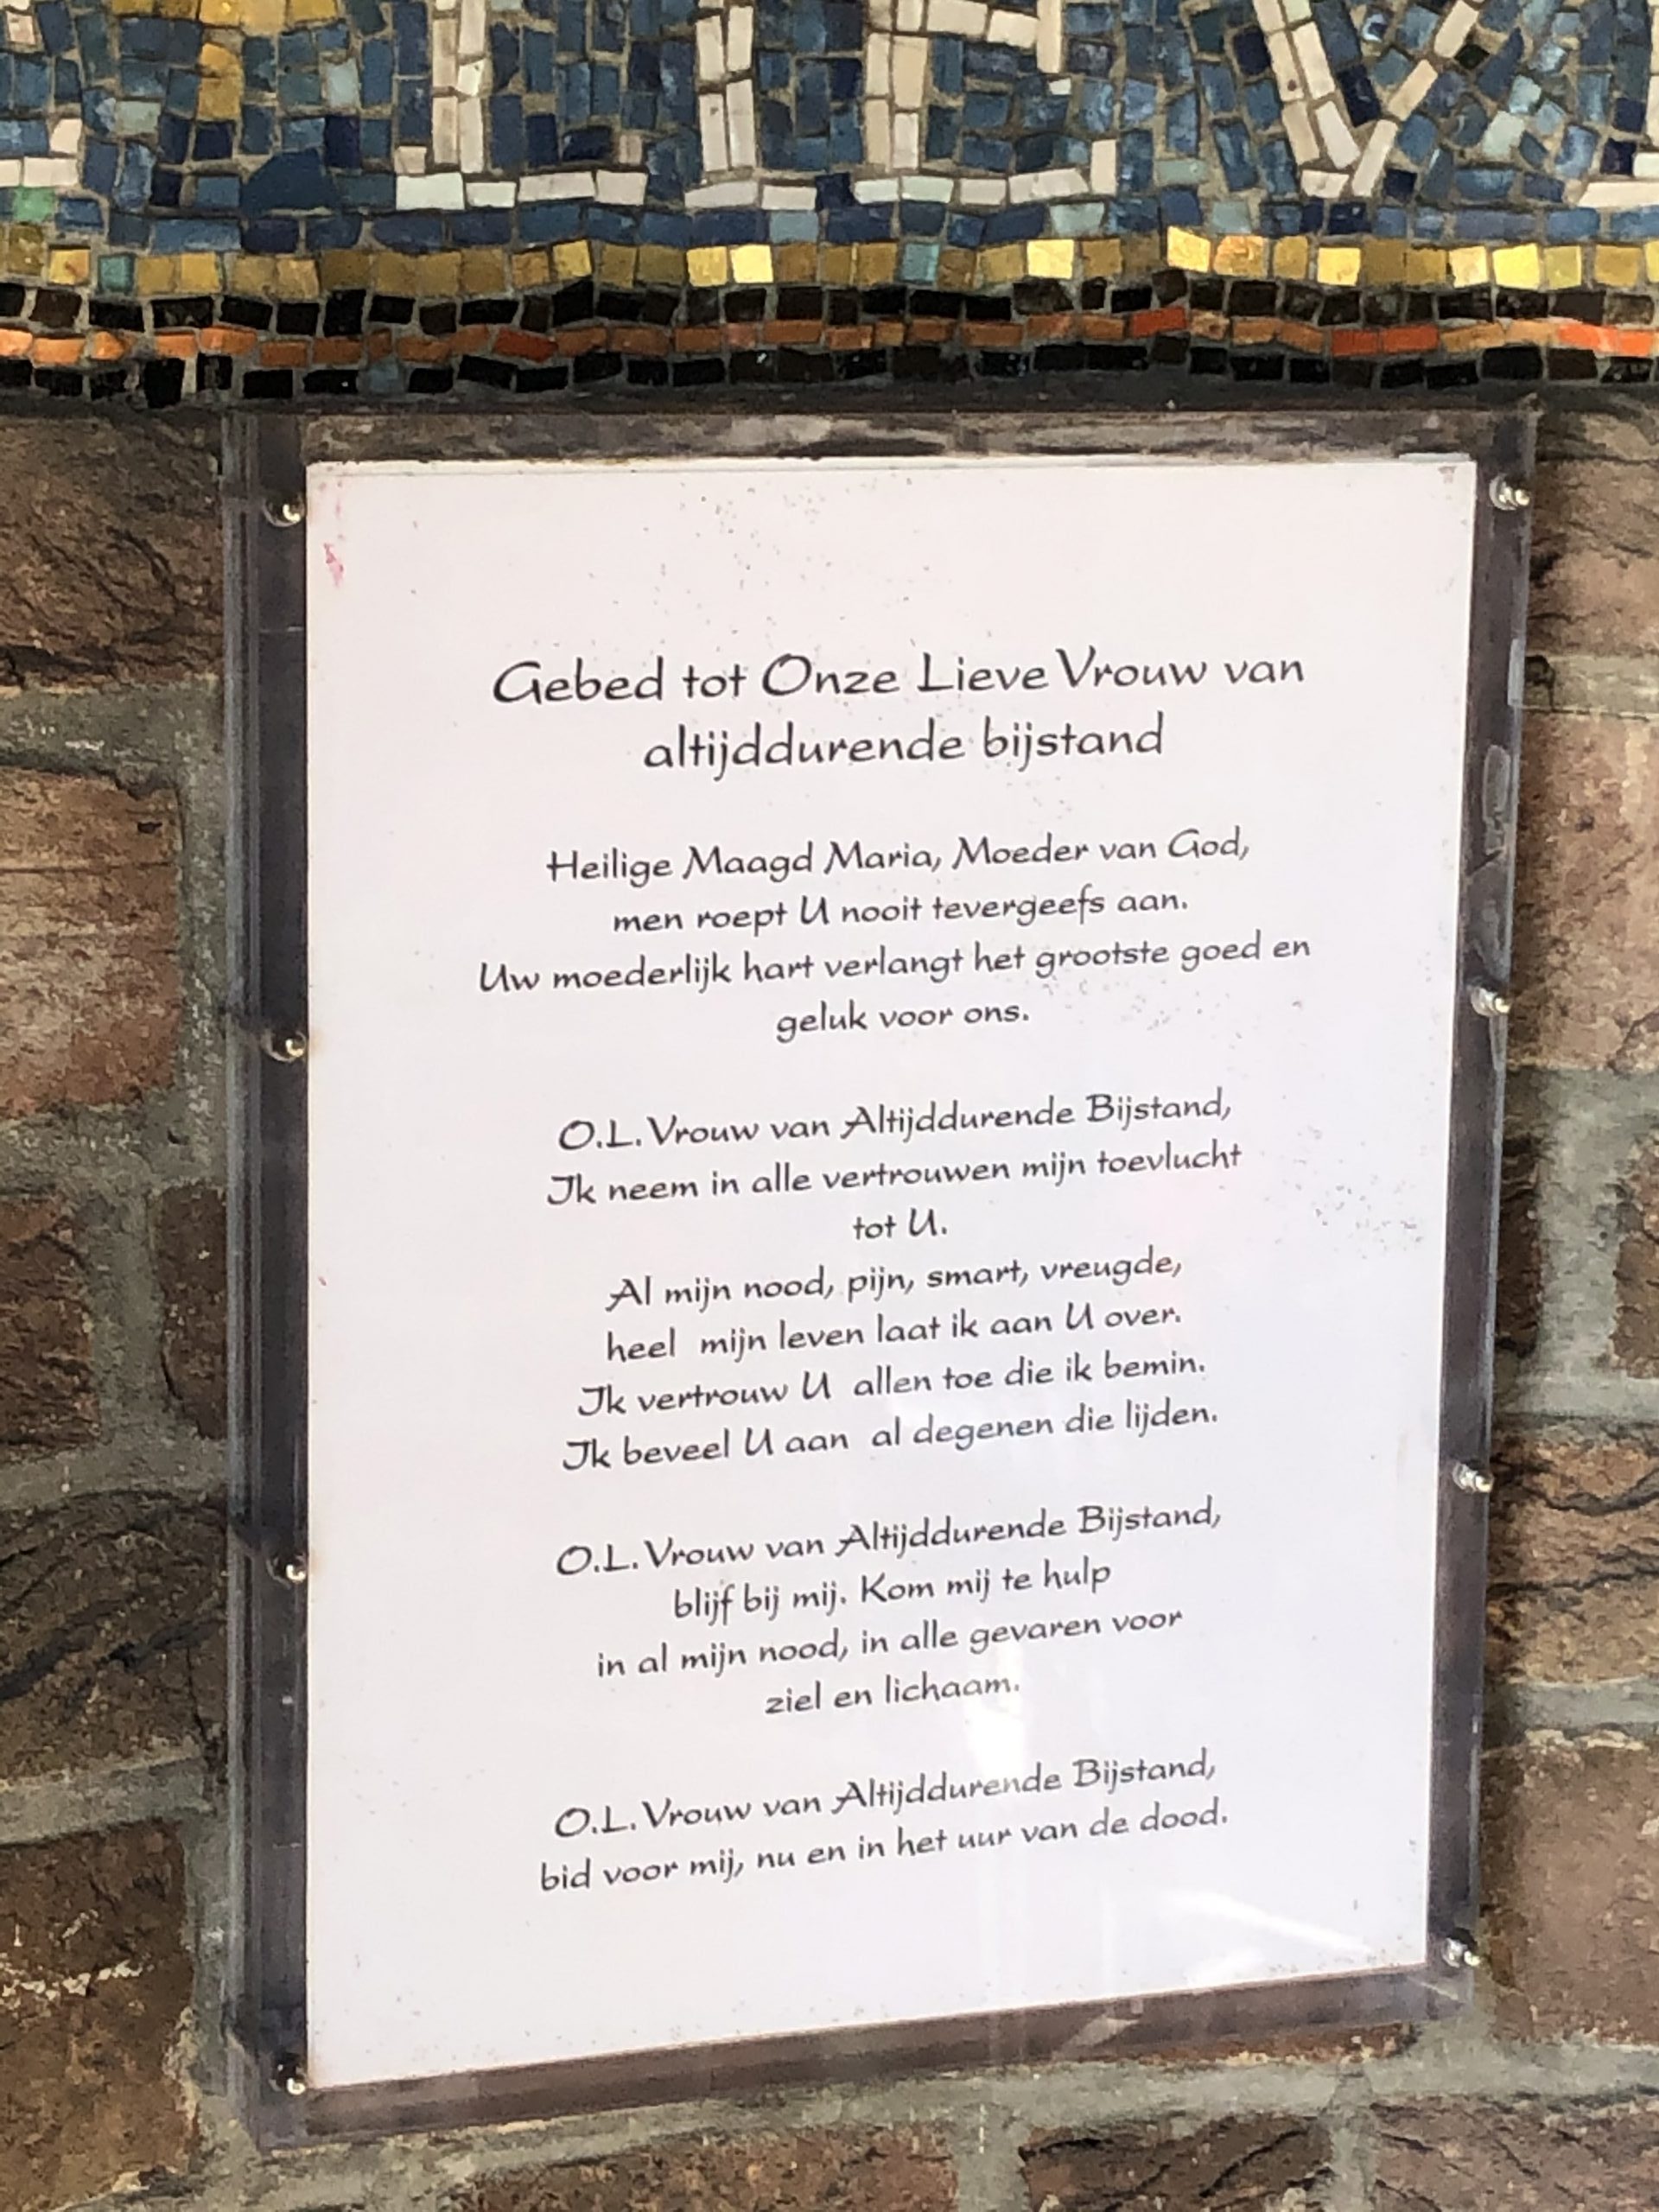 Gebed tot Onze Lieve Vrouw van
altijddurende bijstand
Heilige Maagd Maria, Moeder van God,
men roept U nooit tevergeefs aan.
Uw moederlijk hart verlangt het grootste goed en
geluk voor ons.
O.L. Vrouw van Altijddurende Bijstand,
Ik neem in alle vertrouwen mijn toevlucht
tot U.
Al mijn nood, pijn, smart, vreugde,
heel mijn leven laat ik aan U over.
Ik vertrouw U allen toe die ik bemin.
Ik beveel U aan al degenen die lijden.
O.L. Vrouw van Altijddurende Bijstand,
blijf bij mij. Kom mij te hulp
in al mijn nood, in alle gevaren voor
ziel en lichaam.
O.L. Vrouw van Altijddurende Bijstand,
bid voor mij, nu en in het uur van de dood.